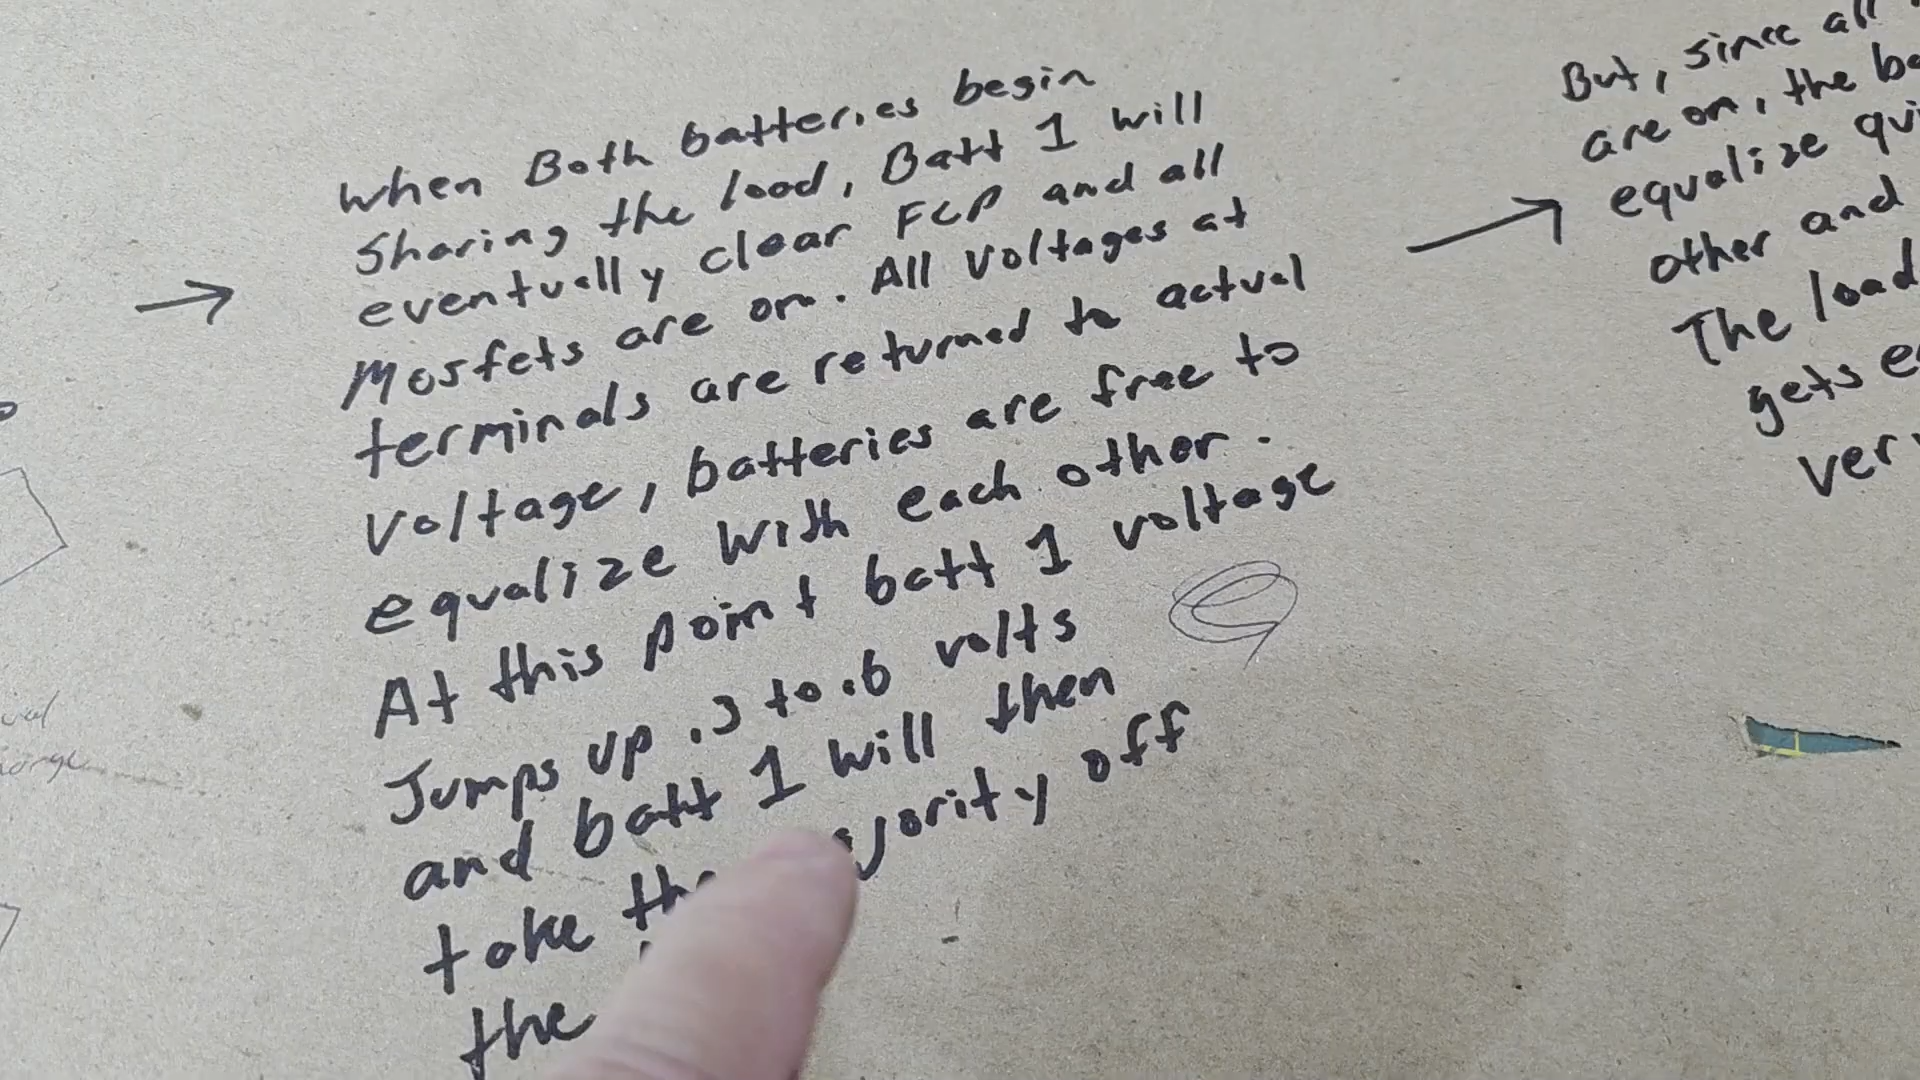 When Both batteries begin
Sharing the load, Batt 1 will
eventually clear FCP and all
Mosfets are on. All Voltages at
terminals are returned to actual
Voltage, batteries are free to
equalize with each other.
At this point batt 1 voltage
Jumps up .3 to .6 volts
and batt 1 will then
take the majority off
the
But, since all
are on, the
equalize
other and
The load
gets